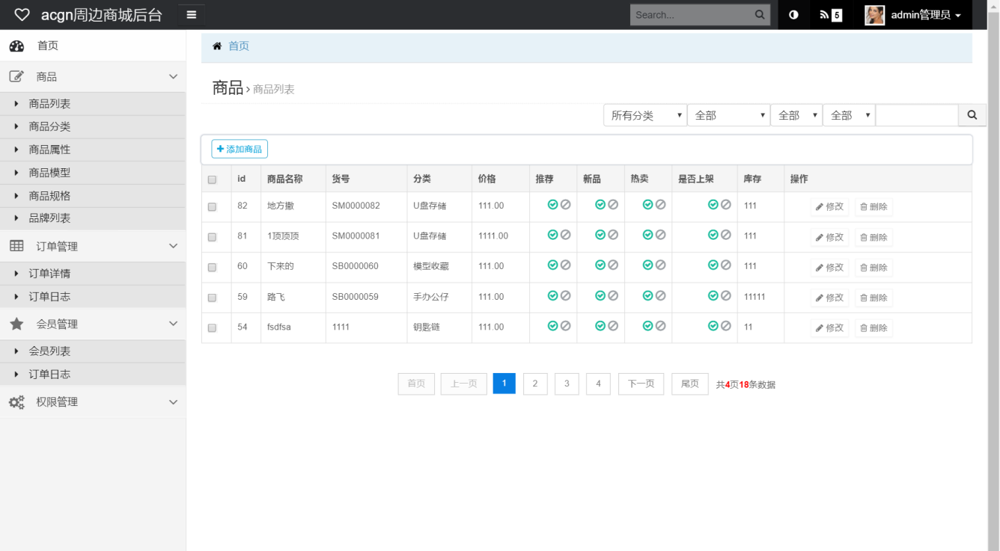 acgn周边商城后台
Search...
5
admin管理员
首页
商品
商品列表
商品分类
商品属性
商品模型
商品规格
品牌列表
订单管理
订单详情
订单日志
会员管理
会员列表
订单日志
权限管理
首页
商品 › 商品列表
所有分类 全部 全部 全部
添加商品
id 商品名称 货号 分类 价格 推荐 新品 热卖 是否上架 库存 操作
82 地方撒 SM0000082 U盘存储 111.00 111 修改 删除
81 1顶顶顶 SM0000081 U盘存储 1111.00 111 修改 删除
60 下来的 SB0000060 模型收藏 111.00 111 修改 删除
59 路飞 SB0000059 手办公仔 111.00 11111 修改 删除
54 fsdfsa 1111 钥匙链 111.00 11 修改 删除
首页 上一页 1 2 3 4 下一页 尾页 共4页18条数据